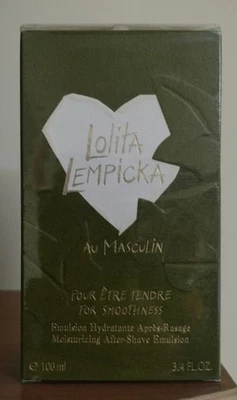 Lolita
LEMPICKA
AU MASCULIN
POUR ÊTRE TENDRE
FOR SMOOTHNESS
Emulsion Hydratante Après-Rasage
Moisturizing After-Shave Emulsion
e 100 ml 3.4 FL.OZ.